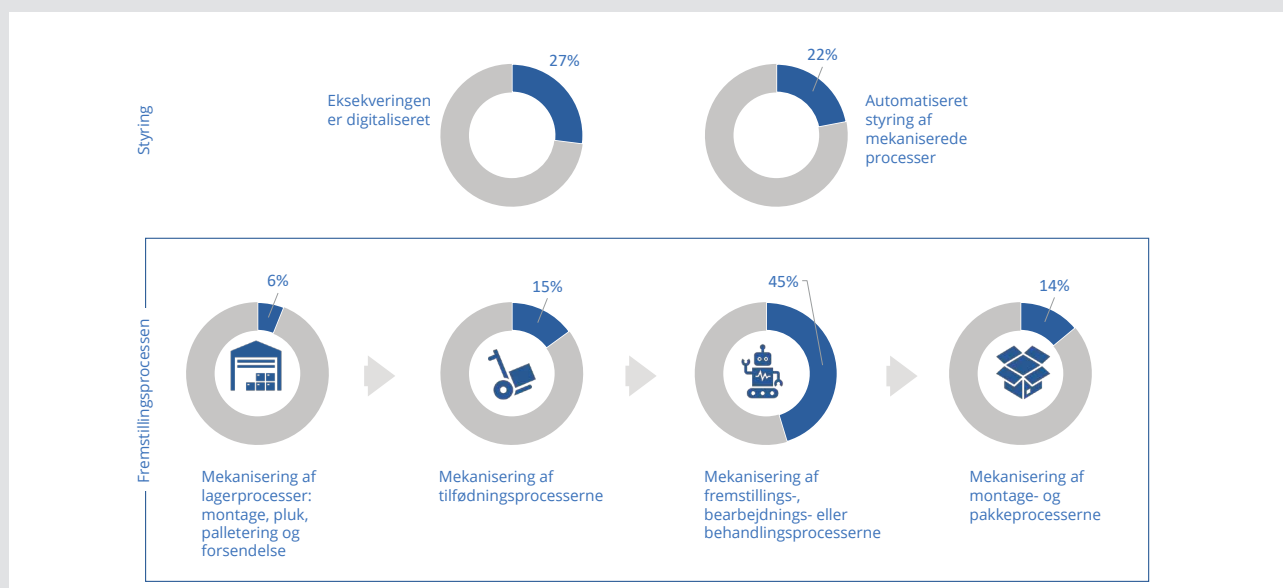 Styring
27%
Eksekveringen
er digitaliseret
22%
Automatiseret
styring af
mekaniserede
processer
Fremstillingsprocessen
6%
Mekanisering af
lagerprocesser:
montage, pluk,
palletering og
forsendelse
15%
Mekanisering af
tilfødningsprocesserne
45%
Mekanisering af
fremstillings-,
bearbejdnings- eller
behandlingsprocesserne
14%
Mekanisering af
montage- og
pakkeprocesserne